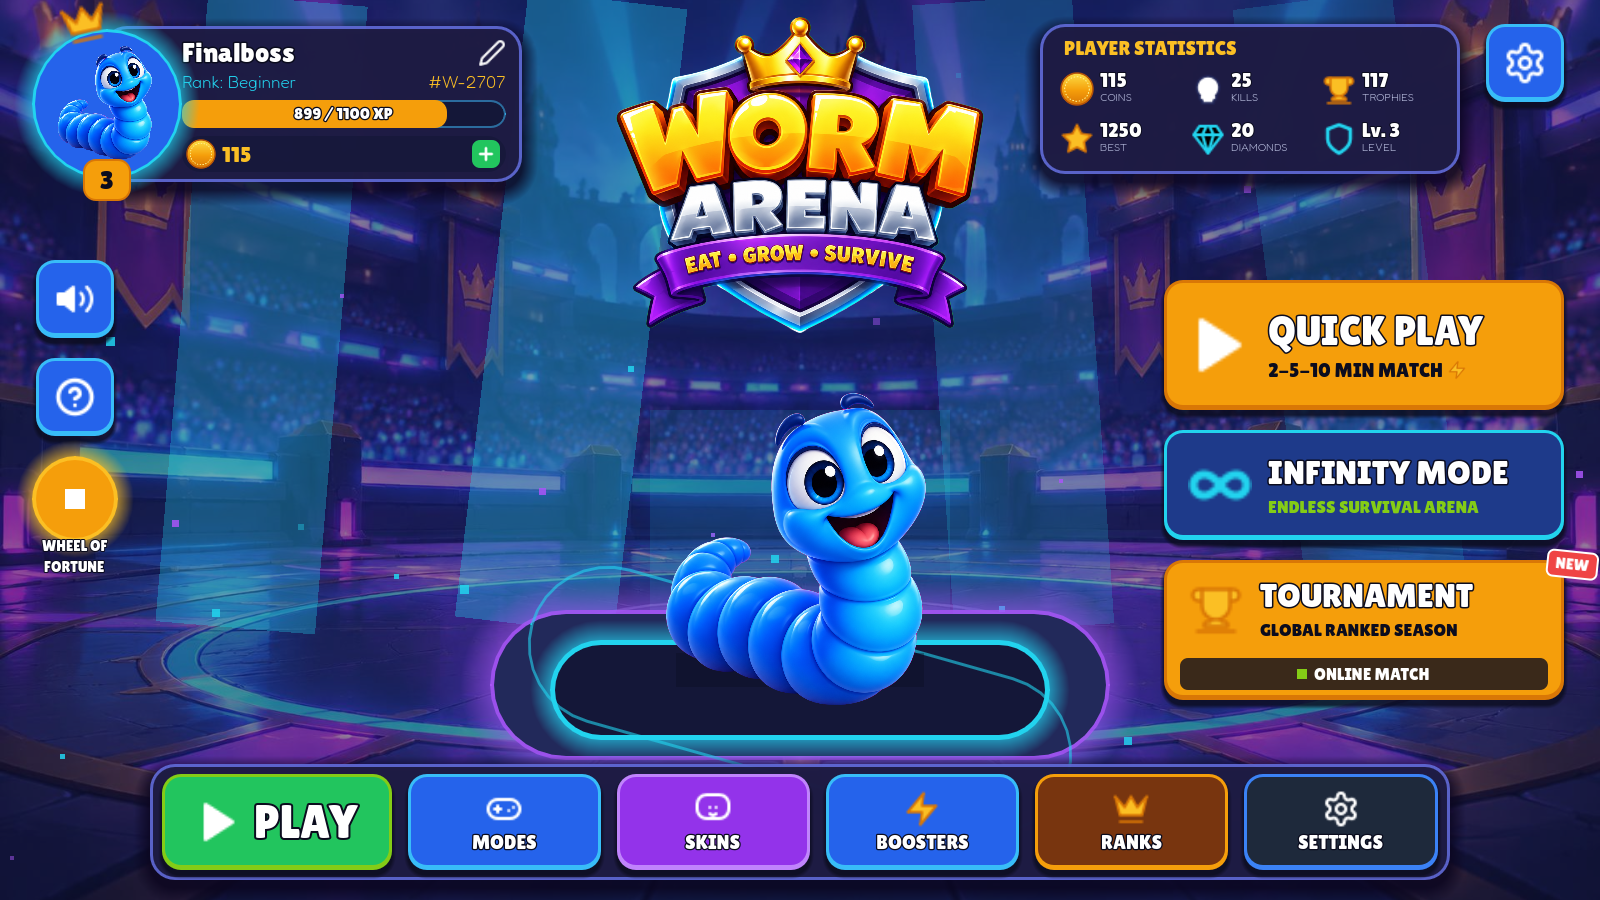 Finalboss
Rank: Beginner #W-2707
899 / 1100 XP
115
3
WORM
ARENA
EAT • GROW • SURVIVE
PLAYER STATISTICS
115 COINS
25 KILLS
117 TROPHIES
1250 BEST
20 DIAMONDS
Lv. 3 LEVEL
WHEEL OF
FORTUNE
QUICK PLAY
2-5-10 MIN MATCH
INFINITY MODE
ENDLESS SURVIVAL ARENA
NEW
TOURNAMENT
GLOBAL RANKED SEASON
ONLINE MATCH
PLAY
MODES
SKINS
BOOSTERS
RANKS
SETTINGS